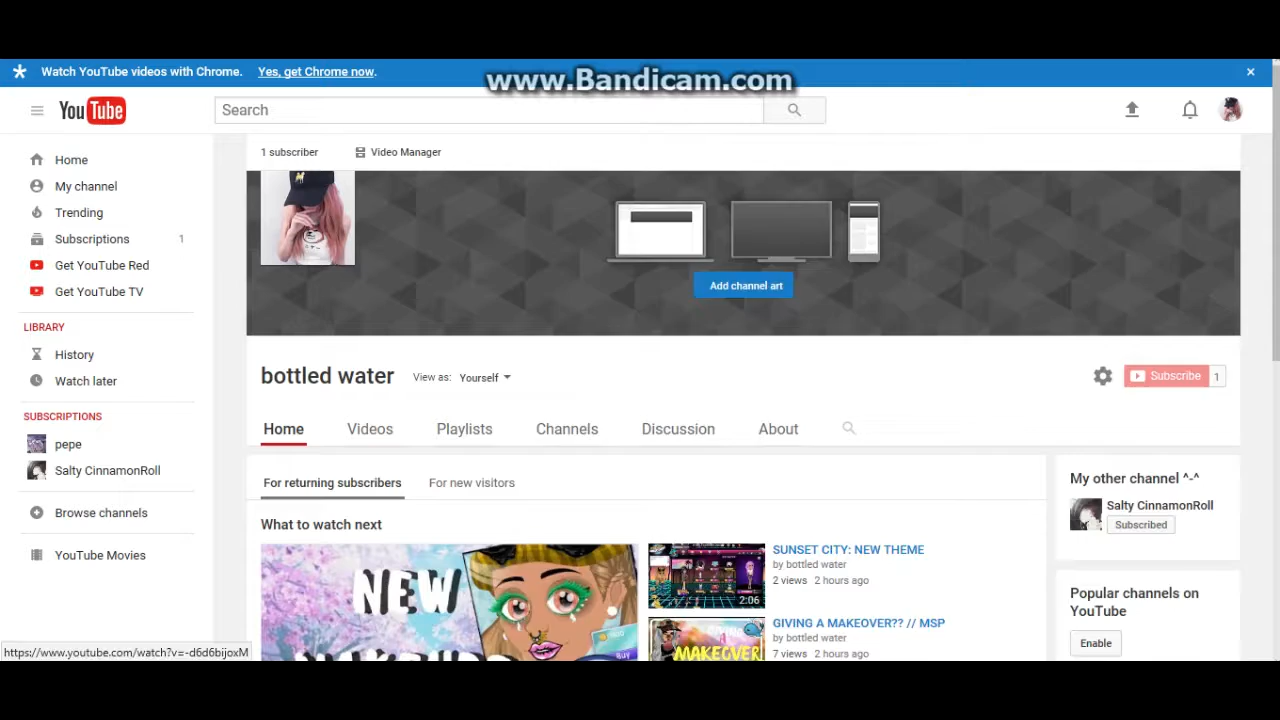 Watch YouTube videos with Chrome. Yes, get Chrome now.
www.Bandicam.com
YouTube
Search
Home
My channel
Trending
Subscriptions 1
Get YouTube Red
Get YouTube TV
LIBRARY
History
Watch later
SUBSCRIPTIONS
pepe
Salty CinnamonRoll
Browse channels
YouTube Movies
https://www.youtube.com/watch?v=-d6d6bijoxM
1 subscriber Video Manager
Add channel art
bottled water View as: Yourself
Subscribe 1
Home Videos Playlists Channels Discussion About
For returning subscribers For new visitors
What to watch next
NEW
BUY
SUNSET CITY: NEW THEME
by bottled water
2 views 2 hours ago
2:06
GIVING A MAKEOVER?? // MSP
by bottled water
7 views 2 hours ago
MAKEOVER
My other channel ^-^
Salty CinnamonRoll
Subscribed
Popular channels on
YouTube
Enable